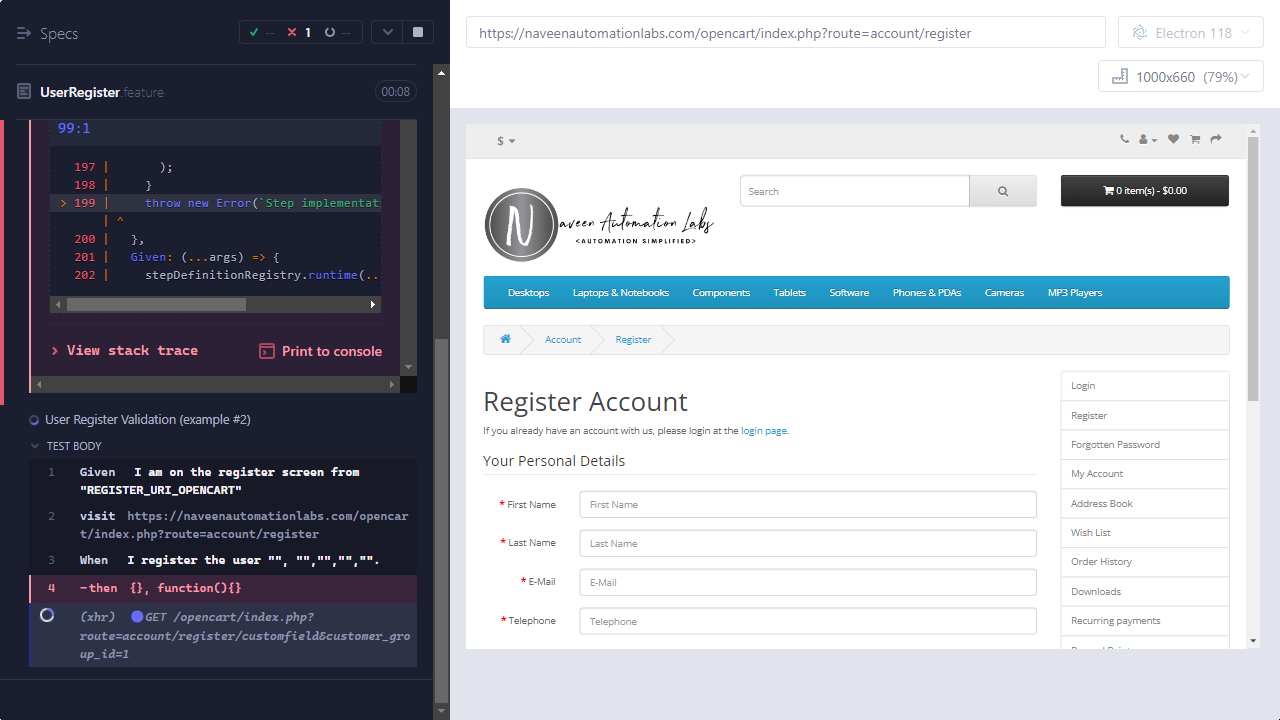 Specs
-- 1 --
UserRegister.feature
00:08
99:1
197 | );
198 | }
> 199 | throw new Error(`Step implementati
| ^
200 | },
201 | Given: (...args) => {
202 | stepDefinitionRegistry.runtime(..
View stack trace
Print to console
User Register Validation (example #2)
TEST BODY
1 Given I am on the register screen from
"REGISTER_URI_OPENCART"
2 visit https://naveenautomationlabs.com/opencar
t/index.php?route=account/register
3 When I register the user "", "","","","".
4 -then {}, function(){}
(xhr) GET /opencart/index.php?
route=account/register/customfield&customer_gro
up_id=1
https://naveenautomationlabs.com/opencart/index.php?route=account/register
Electron 118
1000x660 (79%)
$
Naveen Automation Labs
<AUTOMATION SIMPLIFIED>
Search
0 item(s) - $0.00
Desktops Laptops & Notebooks Components Tablets Software Phones & PDAs Cameras MP3 Players
Account Register
Register Account
If you already have an account with us, please login at the login page.
Your Personal Details
* First Name First Name
* Last Name Last Name
* E-Mail E-Mail
* Telephone Telephone
Login
Register
Forgotten Password
My Account
Address Book
Wish List
Order History
Downloads
Recurring payments